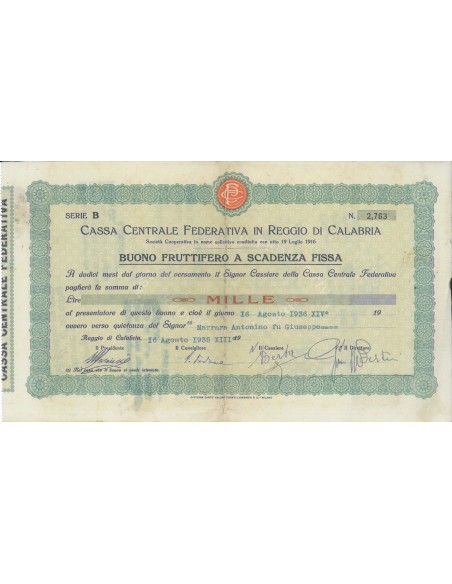 CASSA CENTRALE FEDERATIVA
SERIE B
N. 2,763
CASSA CENTRALE FEDERATIVA IN REGGIO DI CALABRIA
Società Cooperativa in nome collettivo costituita con atto 19 Luglio 1916
BUONO FRUTTIFERO A SCADENZA FISSA
A dodici mesi dal giorno del versamento il Signor Cassiere della Cassa Centrale Federativa
pagherà la somma di:
Lire MILLE
al presentatore di questo buono e cioè il giorno 16 Agosto 1936 XIVº 19
ovvero verso quietanza del Signor Marrara Antonino fu Giuseppe
Reggio di Calabria, 16 Agosto 1935 XIII 19
Il Presidente
Il Consigliere
Il Cassiere
Il Direttore